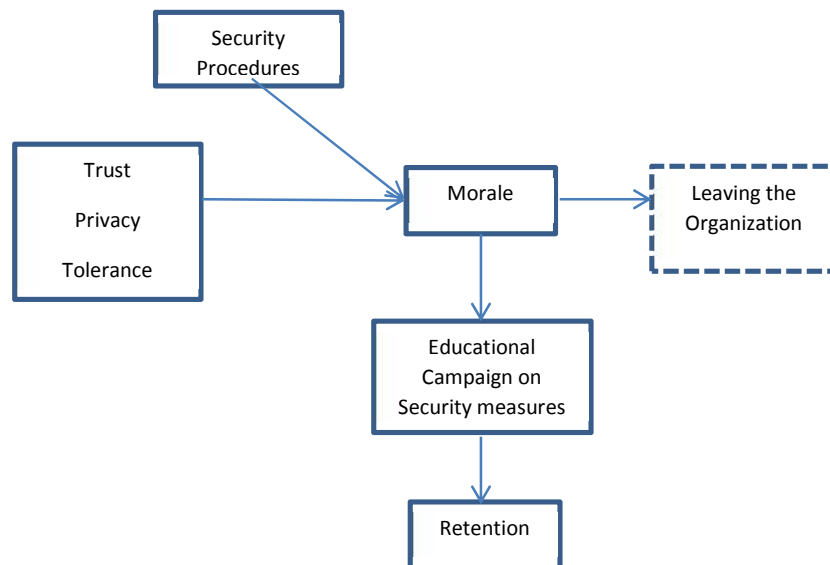 Security
Procedures
Trust
Privacy
Tolerance
Morale
Leaving the
Organization
Educational
Campaign on
Security measures
Retention